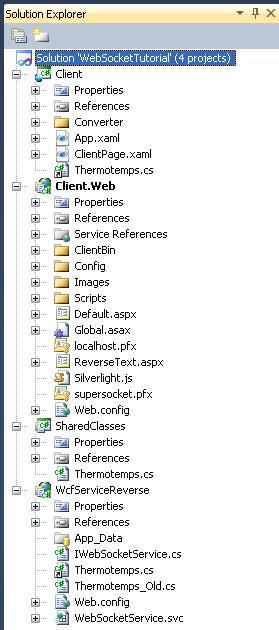 Solution Explorer
Solution 'WebSocketTutorial' (4 projects)
Client
Properties
References
Converter
App.xaml
ClientPage.xaml
Thermotemps.cs
Client.Web
Properties
References
Service References
ClientBin
Config
Images
Scripts
Default.aspx
Global.asax
localhost.pfx
ReverseText.aspx
Silverlight.js
supersocket.pfx
Web.config
SharedClasses
Properties
References
Thermotemps.cs
WcfServiceReverse
Properties
References
App_Data
IWebSocketService.cs
Thermotemps.cs
Thermotemps_Old.cs
Web.config
WebSocketService.svc